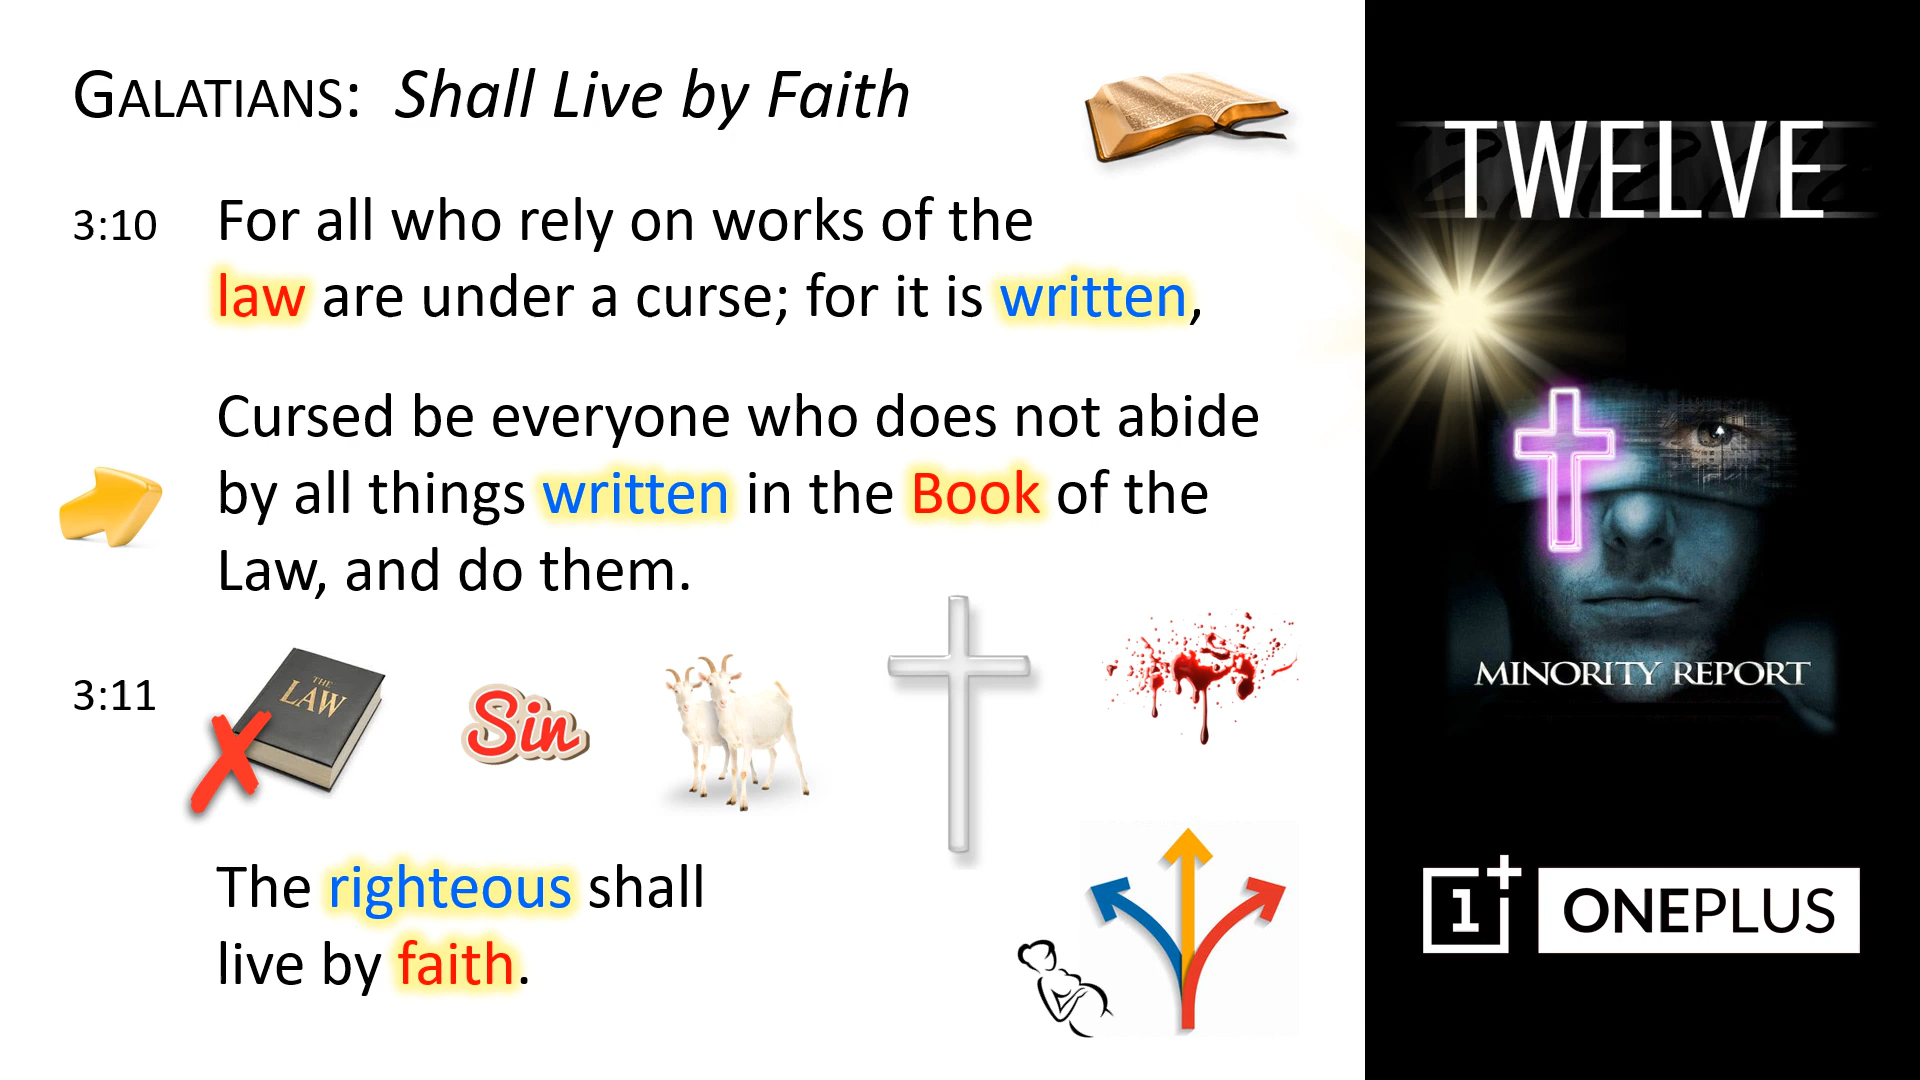 GALATIANS: Shall Live by Faith
3:10 For all who rely on works of the
law are under a curse; for it is written,
Cursed be everyone who does not abide
by all things written in the Book of the
Law, and do them.
3:11
THE
LAW
Sin
The righteous shall
live by faith.
TWELVE
MINORITY REPORT
1+ ONEPLUS